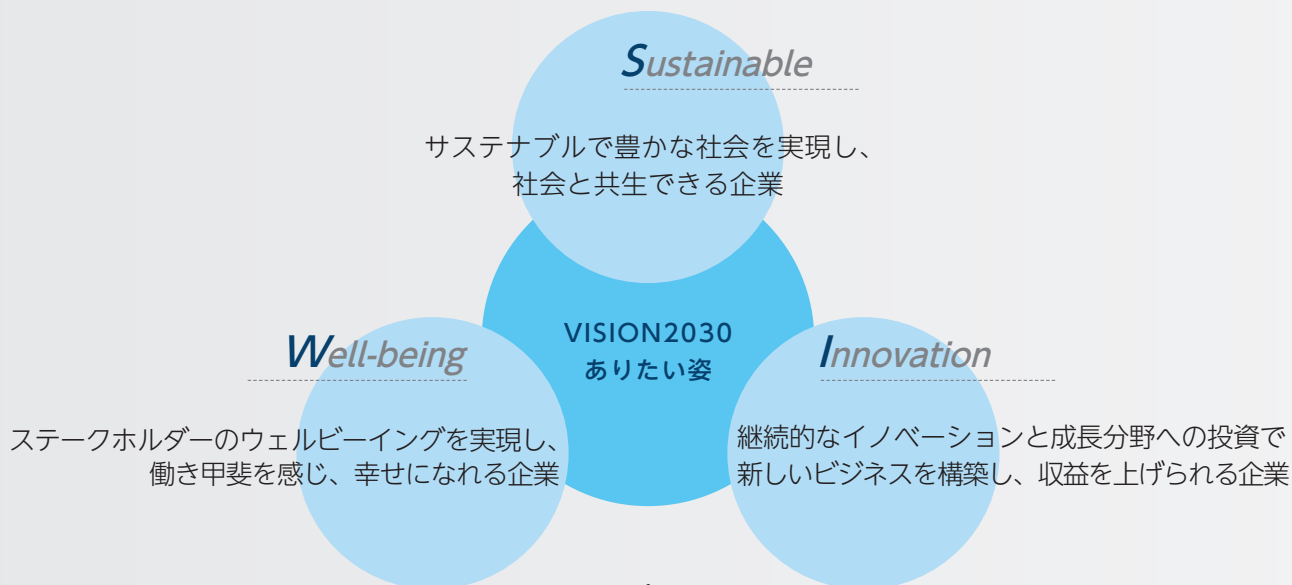 Sustainable
サステナブルで豊かな社会を実現し、
社会と共生できる企業
VISION2030
ありたい姿
Well-being
ステークホルダーのウェルビーイングを実現し、
働き甲斐を感じ、幸せになれる企業
Innovation
継続的なイノベーションと成長分野への投資で
新しいビジネスを構築し、収益を上げられる企業